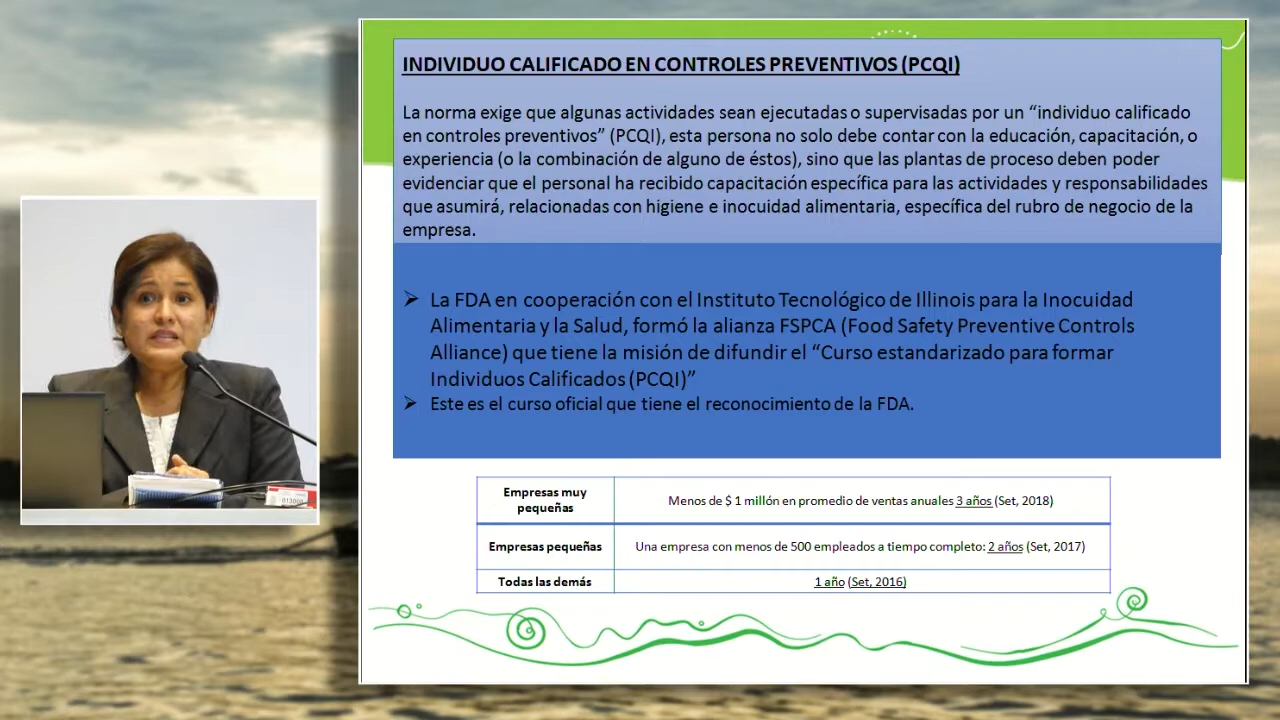 INDIVIDUO CALIFICADO EN CONTROLES PREVENTIVOS (PCQI)
La norma exige que algunas actividades sean ejecutadas o supervisadas por un “individuo calificado
en controles preventivos” (PCQI), esta persona no solo debe contar con la educación, capacitación, o
experiencia (o la combinación de alguno de éstos), sino que las plantas de proceso deben poder
evidenciar que el personal ha recibido capacitación específica para las actividades y responsabilidades
que asumirá, relacionadas con higiene e inocuidad alimentaria, específica del rubro de negocio de la
empresa.
➢ La FDA en cooperación con el Instituto Tecnológico de Illinois para la Inocuidad
Alimentaria y la Salud, formó la alianza FSPCA (Food Safety Preventive Controls
Alliance) que tiene la misión de difundir el “Curso estandarizado para formar
Individuos Calificados (PCQI)”
➢ Este es el curso oficial que tiene el reconocimiento de la FDA.
Empresas muy
pequeñas
Menos de $ 1 millón en promedio de ventas anuales 3 años (Set, 2018)
Empresas pequeñas
Una empresa con menos de 500 empleados a tiempo completo: 2 años (Set, 2017)
Todas las demás
1 año (Set, 2016)